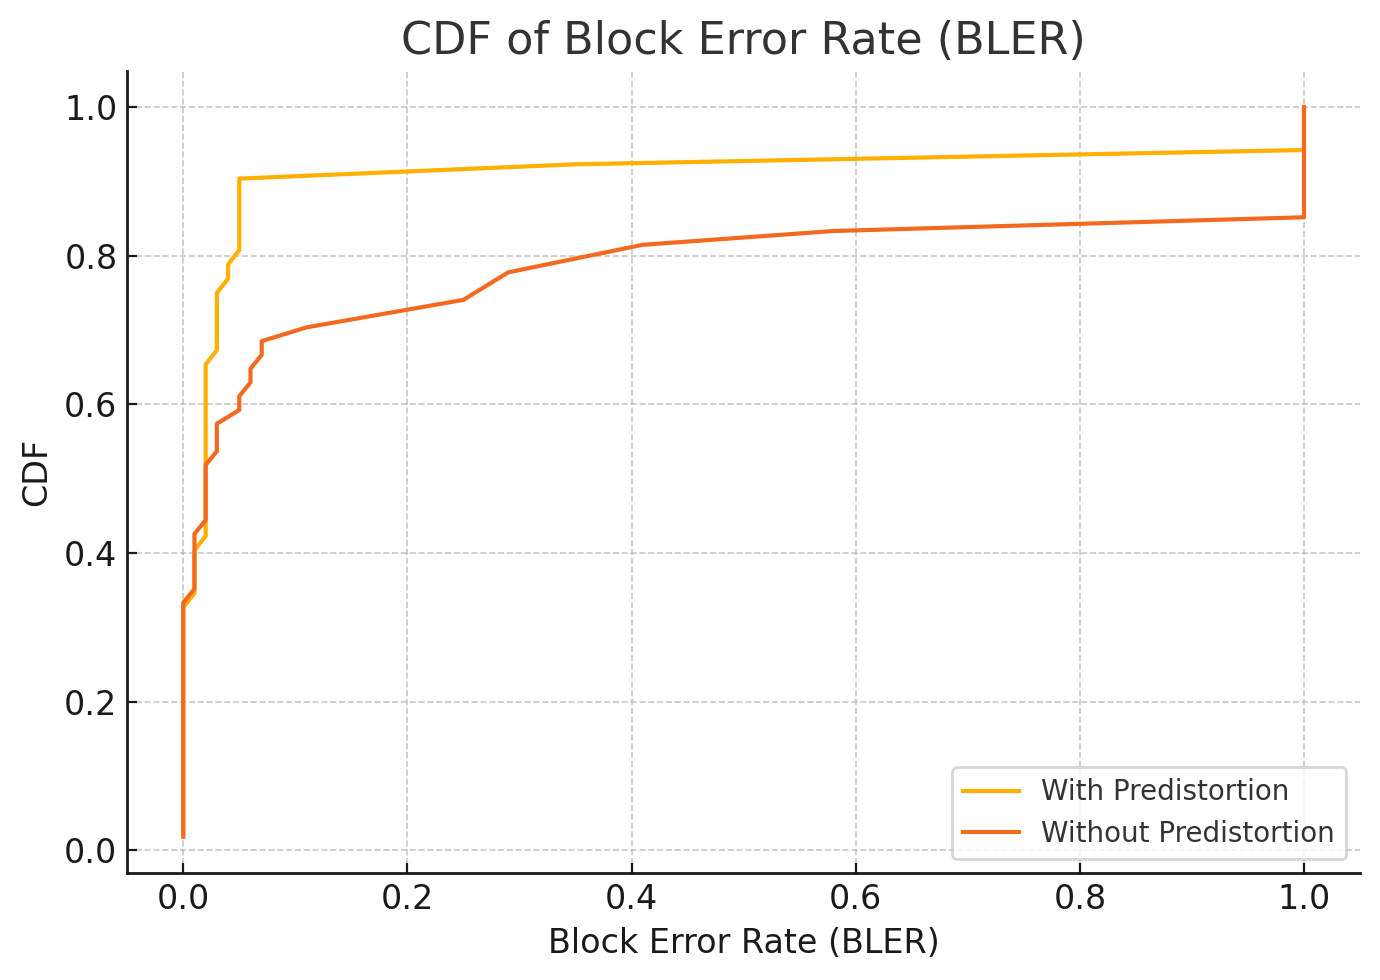 CDF of Block Error Rate (BLER)
1.0
0.8
0.6
0.4
0.2
0.0
CDF
With Predistortion
Without Predistortion
0.0 0.2 0.4 0.6 0.8 1.0
Block Error Rate (BLER)